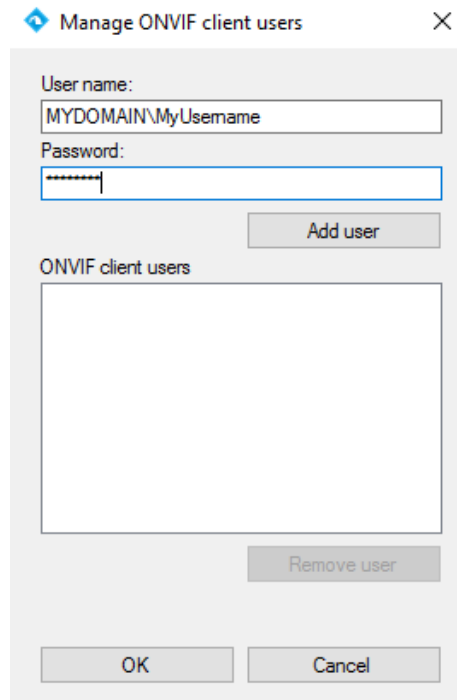 Manage ONVIF client users
User name:
MYDOMAIN\MyUsername
Password:
********
Add user
ONVIF client users
Remove user
OK
Cancel